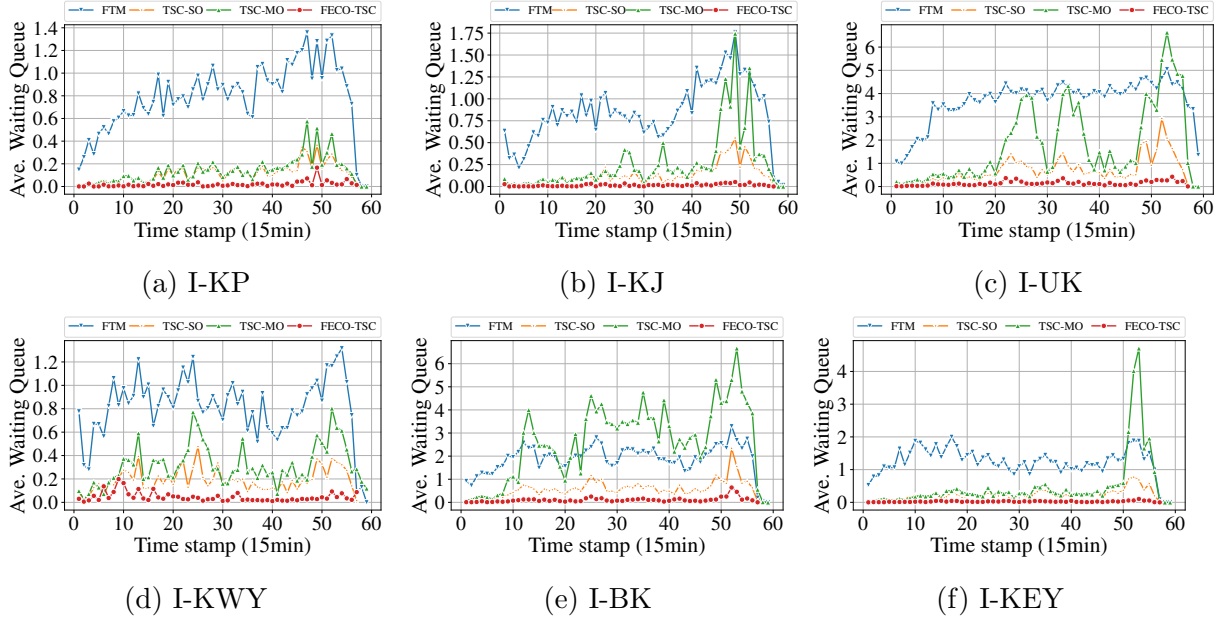 FTM TSC-SO TSC-MO FECO-TSC
Ave. Waiting Queue
1.4
1.2
1.0
0.8
0.6
0.4
0.2
0.0
0 10 20 30 40 50 60
Time stamp (15min)
(a) I-KP
FTM TSC-SO TSC-MO FECO-TSC
Ave. Waiting Queue
1.75
1.50
1.25
1.00
0.75
0.50
0.25
0.00
0 10 20 30 40 50 60
Time stamp (15min)
(b) I-KJ
FTM TSC-SO TSC-MO FECO-TSC
Ave. Waiting Queue
6
5
4
3
2
1
0
0 10 20 30 40 50 60
Time stamp (15min)
(c) I-UK
FTM TSC-SO TSC-MO FECO-TSC
Ave. Waiting Queue
1.2
1.0
0.8
0.6
0.4
0.2
0.0
0 10 20 30 40 50 60
Time stamp (15min)
(d) I-KWY
FTM TSC-SO TSC-MO FECO-TSC
Ave. Waiting Queue
6
5
4
3
2
1
0
0 10 20 30 40 50 60
Time stamp (15min)
(e) I-BK
FTM TSC-SO TSC-MO FECO-TSC
Ave. Waiting Queue
4
3
2
1
0
0 10 20 30 40 50 60
Time stamp (15min)
(f) I-KEY